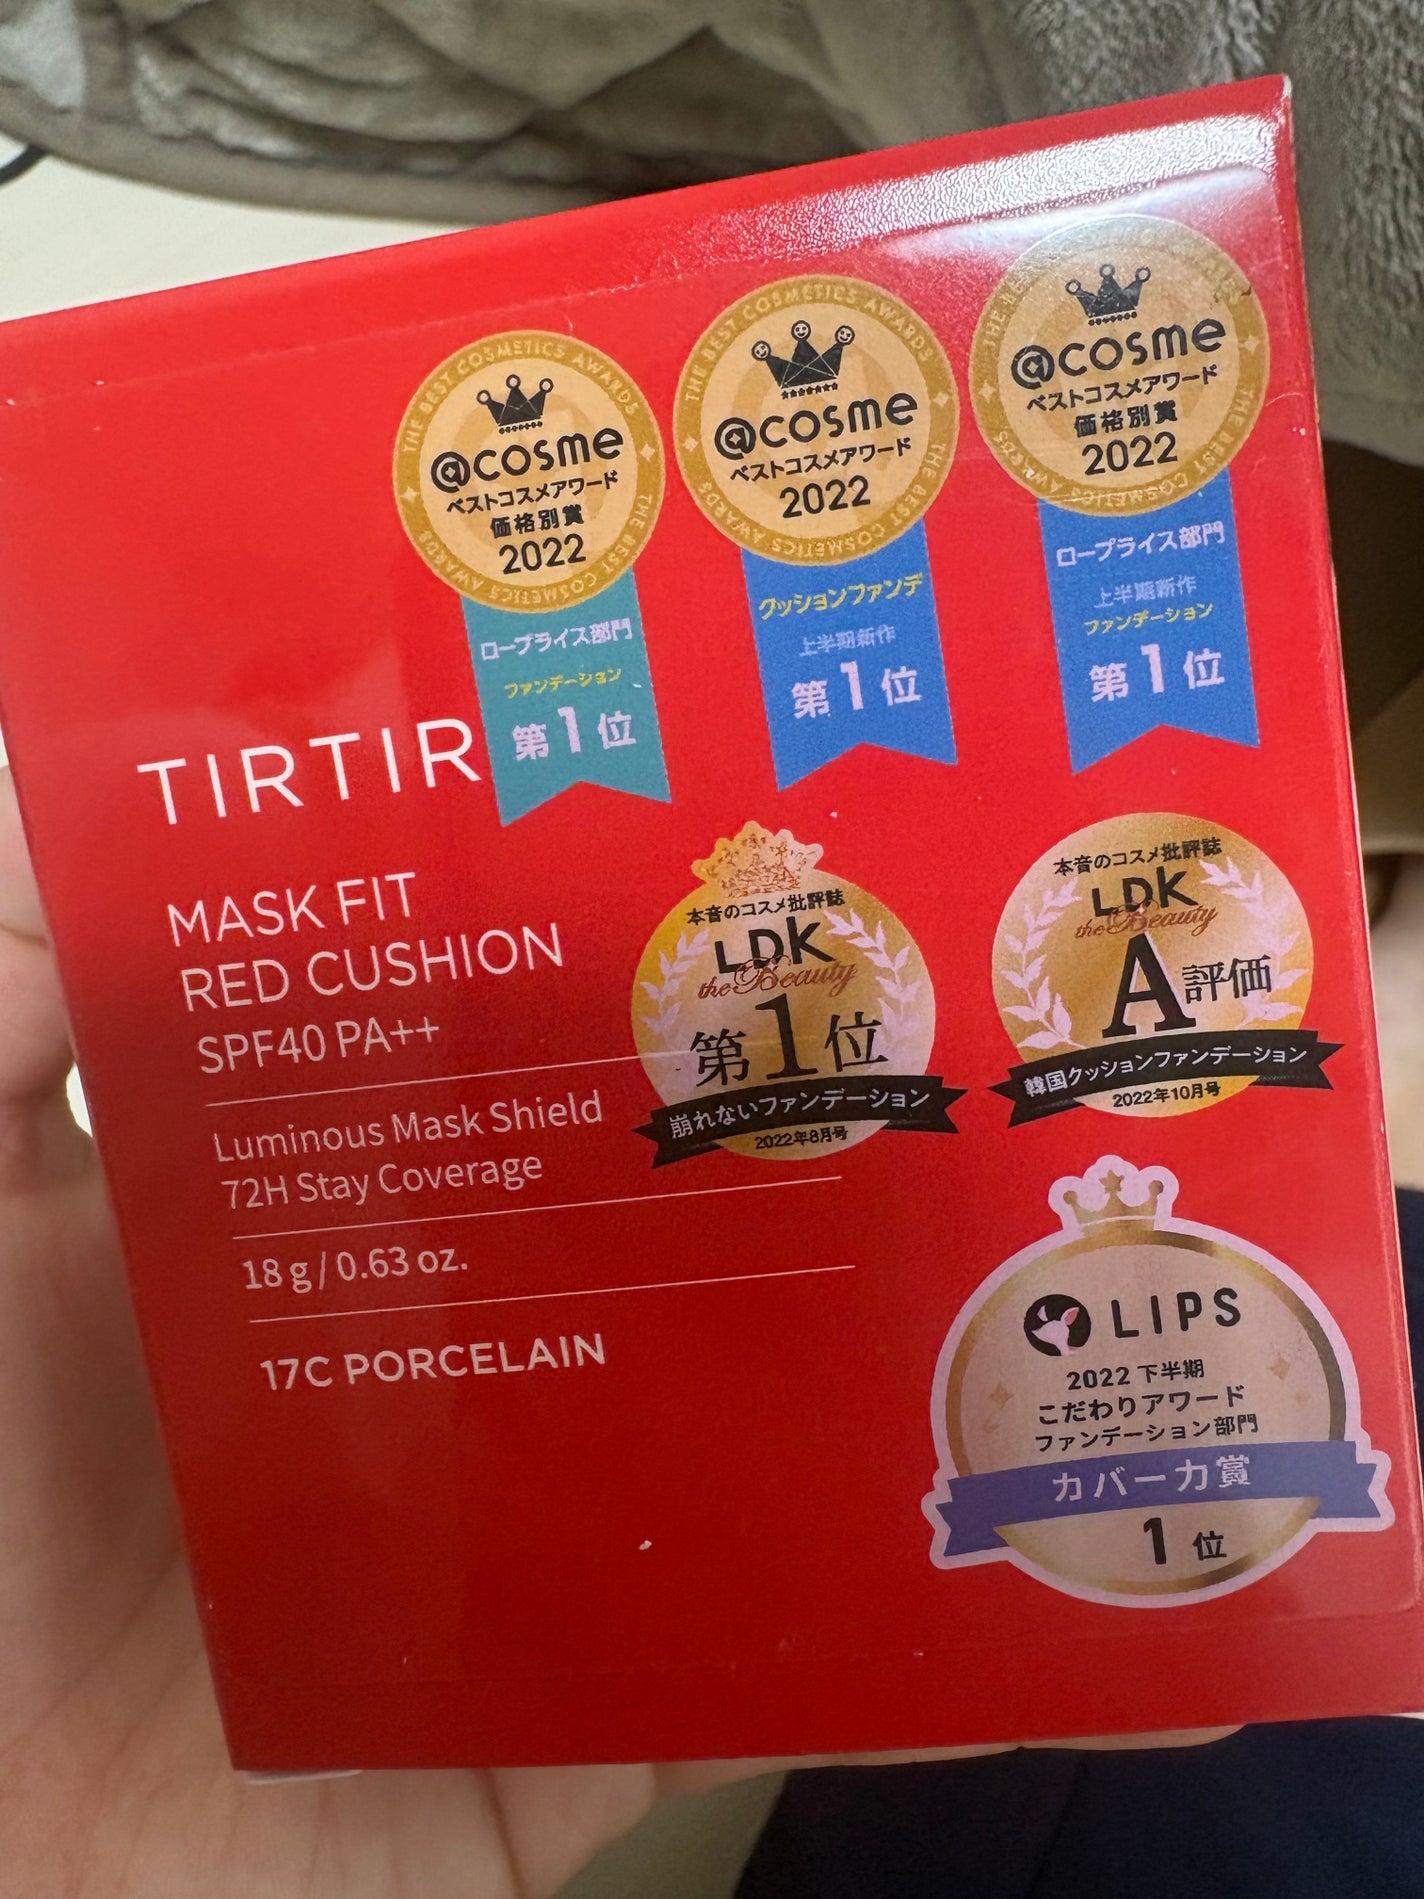 THE BEST COSMETICS AWARDS
@cosme
ベストコスメアワード
価格別賞
2022
ロープライス部門
ファンデーション
第1位
THE BEST COSMETICS AWARDS
@cosme
ベストコスメアワード
2022
クッションファンデ
上半期新作
第1位
@cosme
ベストコスメアワード
価格別賞
2022
ロープライス部門
上半期新作
ファンデーション
第1位
TIRTIR
MASK FIT
RED CUSHION
SPF40 PA++
Luminous Mask Shield
72H Stay Coverage
18 g / 0.63 oz.
17C PORCELAIN
本音のコスメ批評誌
LDK
the Beauty
第1位
崩れないファンデーション
2022年8月号
本音のコスメ批評誌
LDK
the Beauty
A評価
韓国クッションファンデーション
2022年10月号
LIPS
2022 下半期
こだわりアワード
ファンデーション部門
カバー力賞
1位